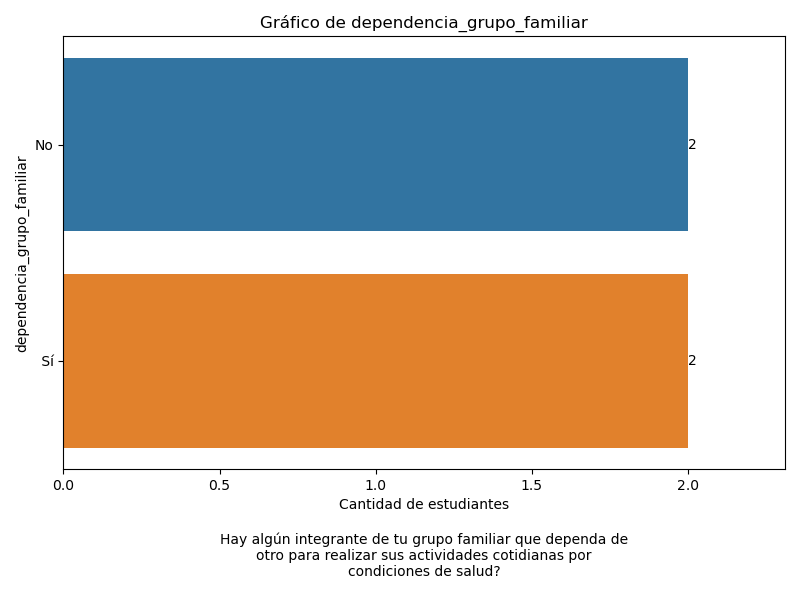 Gráfico de dependencia_grupo_familiar
dependencia_grupo_familiar
No
2
Sí
2
0.0 0.5 1.0 1.5 2.0
Cantidad de estudiantes
Hay algún integrante de tu grupo familiar que dependa de
otro para realizar sus actividades cotidianas por
condiciones de salud?